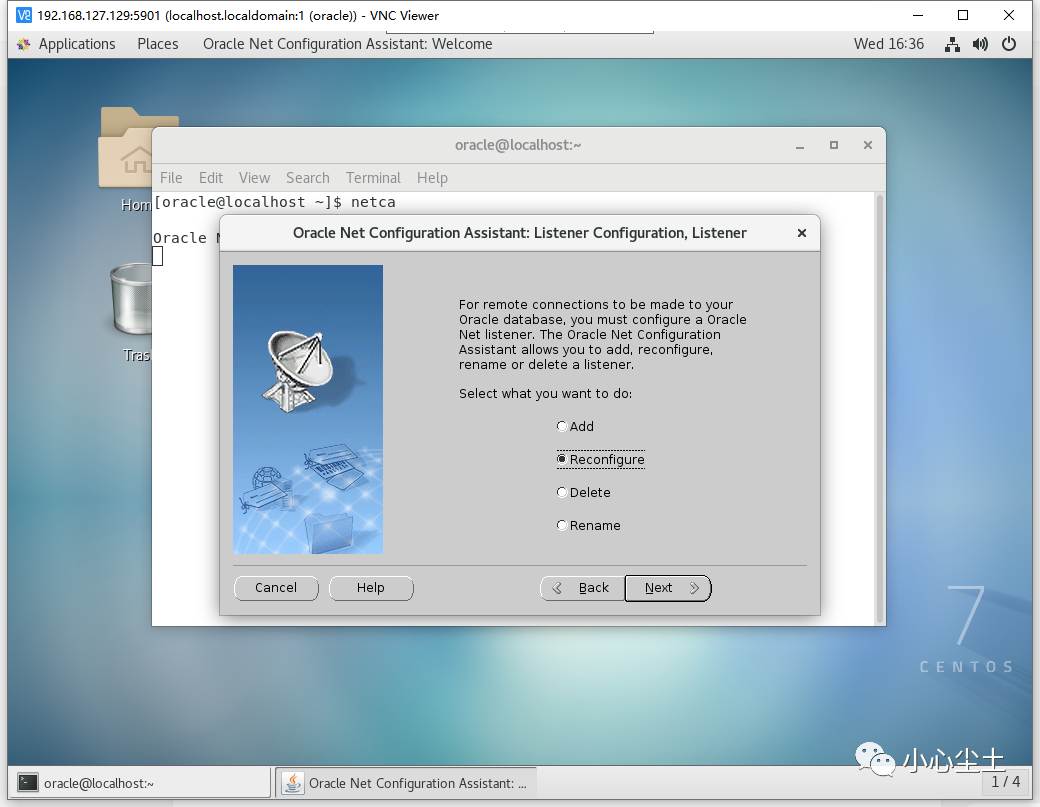 192.168.127.129:5901 (localhost.localdomain:1 (oracle)) - VNC Viewer
Applications Places Oracle Net Configuration Assistant: Welcome Wed 16:36
oracle@localhost:~
File Edit View Search Terminal Help
Hom
[oracle@localhost ~]$ netca
Oracle N
Tras
Oracle Net Configuration Assistant: Listener Configuration, Listener
For remote connections to be made to your
Oracle database, you must configure a Oracle
Net listener. The Oracle Net Configuration
Assistant allows you to add, reconfigure,
rename or delete a listener.
Select what you want to do:
Add
Reconfigure
Delete
Rename
Cancel Help Back Next
7
CENTOS
小心尘土
oracle@localhost:~ Oracle Net Configuration Assistant: ... 1 / 4